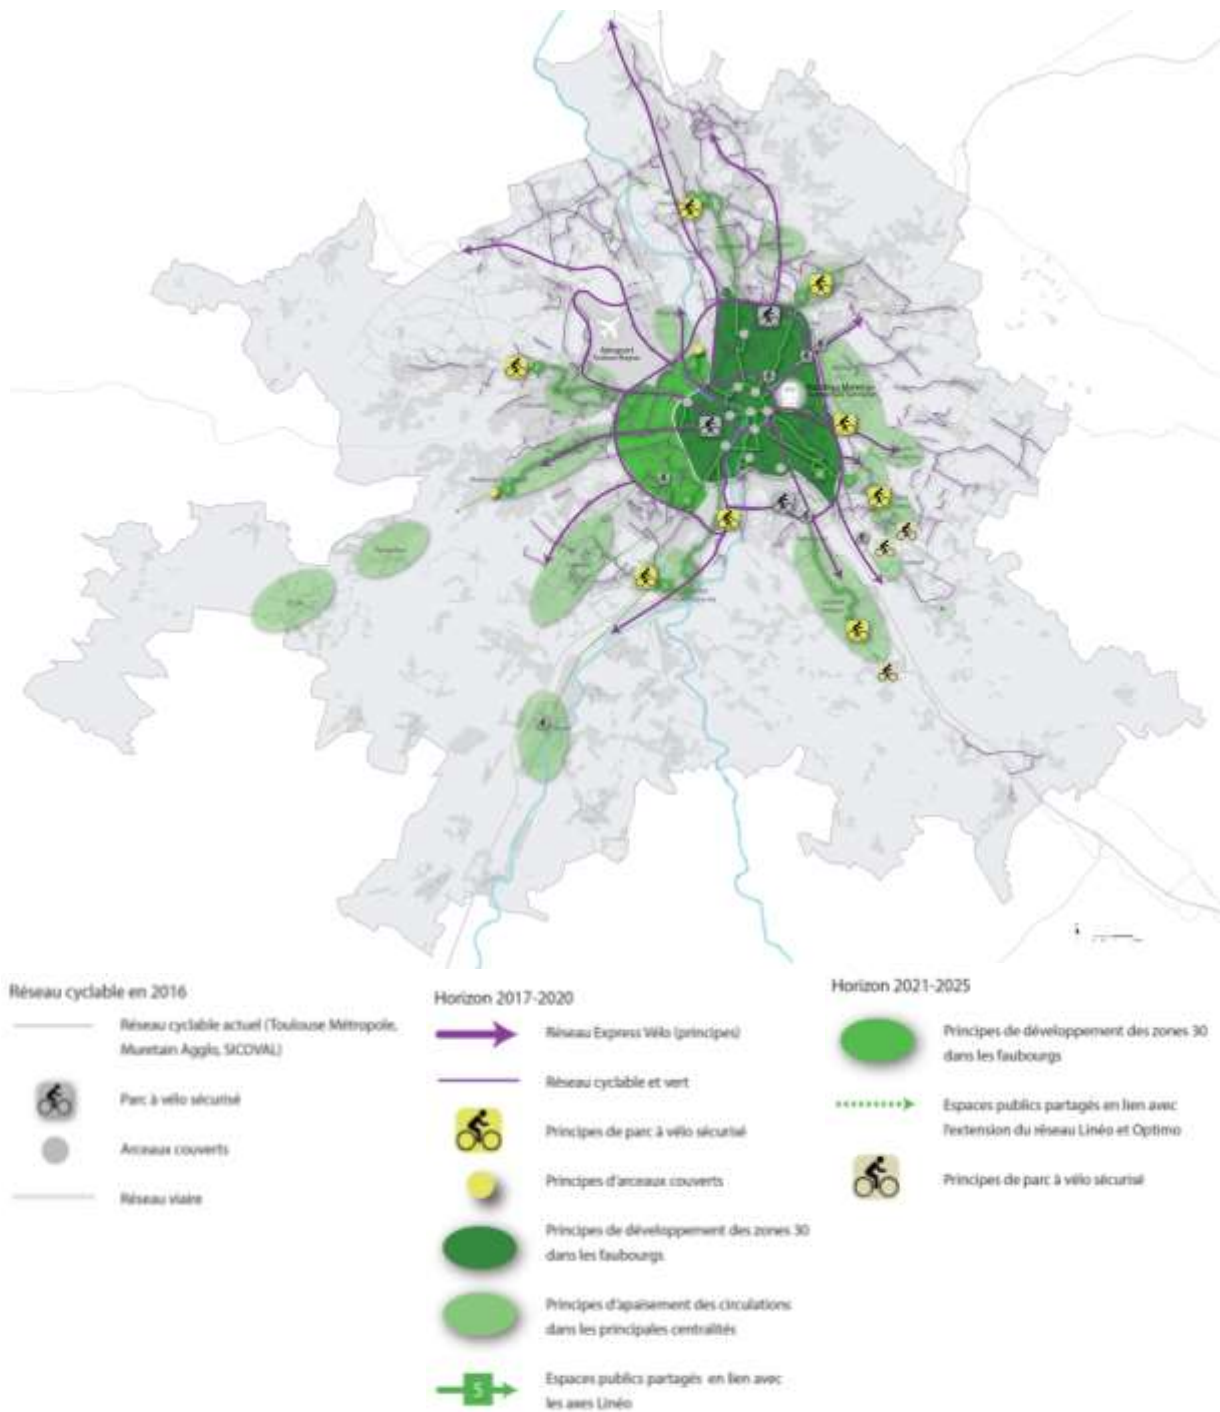 Aéroport
Réseau cyclable en 2016
Réseau cyclable actuel (Toulouse Métropole,
Muretain Agglo, SICOVAL)
Parc à vélo sécurisé
Arceaux couverts
Réseau viaire
Horizon 2017-2020
Réseau Express Vélo (principes)
Réseau cyclable et vert
Principes de parc à vélo sécurisé
Principes d'arceaux couverts
Principes de développement des zones 30
dans les faubourgs
Principes d'apaisement des circulations
dans les principales centralités
5
Espaces publics partagés en lien avec
les axes Linéo
Horizon 2021-2025
Principes de développement des zones 30
dans les faubourgs
Espaces publics partagés en lien avec
l'extension du réseau Linéo et Optimo
Principes de parc à vélo sécurisé